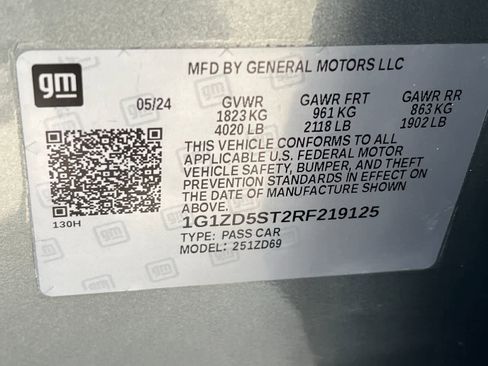 gm
MFD BY GENERAL MOTORS LLC
05/24 GVWR GAWR FRT GAWR RR
1823 KG 961 KG 863 KG
4020 LB 2118 LB 1902 LB
THIS VEHICLE CONFORMS TO ALL
APPLICABLE U.S. FEDERAL MOTOR
VEHICLE SAFETY, BUMPER, AND THEFT
PREVENTION STANDARDS IN EFFECT ON
THE DATE OF MANUFACTURE SHOWN
ABOVE.
130H
1G1ZD5ST2RF219125
TYPE: PASS CAR
MODEL: 251ZD69